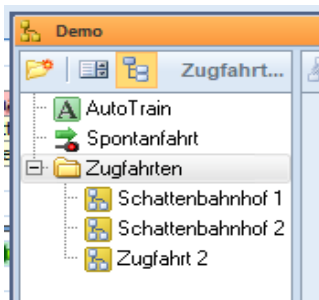 Demo
Zugfahrt...
AutoTrain
Spontanfahrt
Zugfahrten
Schattenbahnhof 1
Schattenbahnhof 2
Zugfahrt 2